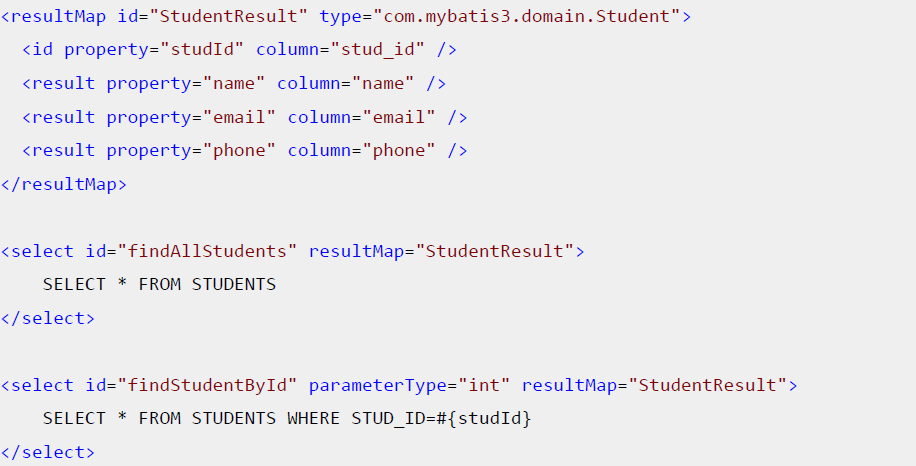 <resultMap id="StudentResult" type="com.mybatis3.domain.Student">
  <id property="studId" column="stud_id" />
  <result property="name" column="name" />
  <result property="email" column="email" />
  <result property="phone" column="phone" />
</resultMap>

<select id="findAllStudents" resultMap="StudentResult">
    SELECT * FROM STUDENTS
</select>

<select id="findStudentById" parameterType="int" resultMap="StudentResult">
    SELECT * FROM STUDENTS WHERE STUD_ID=#{studId}
</select>